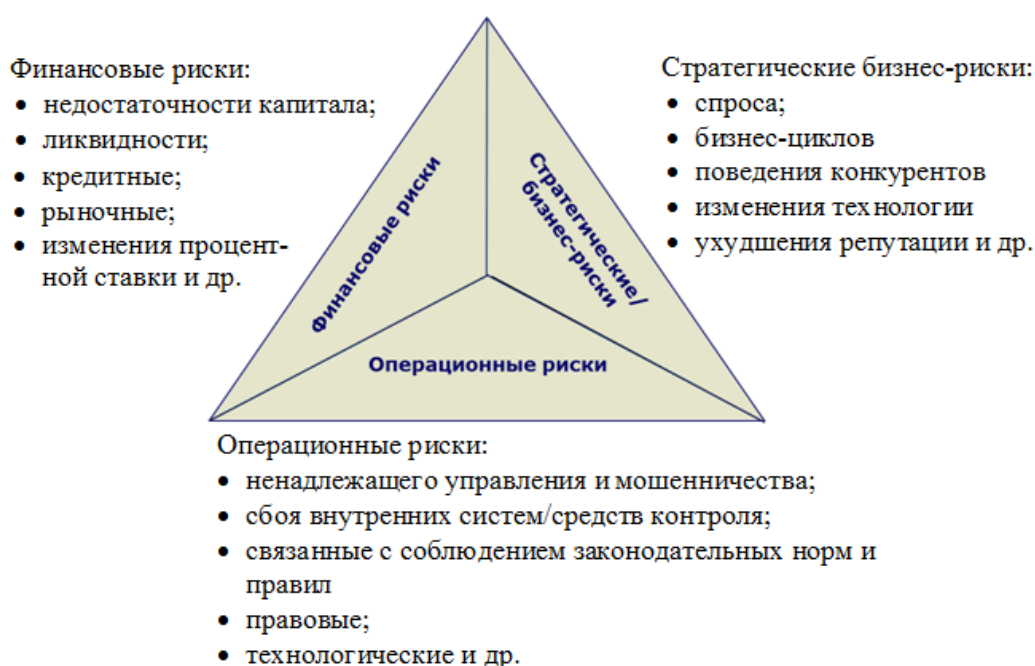 Финансовые риски:
• недостаточности капитала;
• ликвидности;
• кредитные;
• рыночные;
• изменения процент-
ной ставки и др.
Стратегические бизнес-риски:
• спроса;
• бизнес-циклов
• поведения конкурентов
• изменения технологии
• ухудшения репутации и др.
Финансовые риски
Стратегические/
бизнес-риски
Операционные риски
Операционные риски:
• ненадлежащего управления и мошенничества;
• сбоя внутренних систем/средств контроля;
• связанные с соблюдением законодательных норм и
правил
• правовые;
• технологические и др.